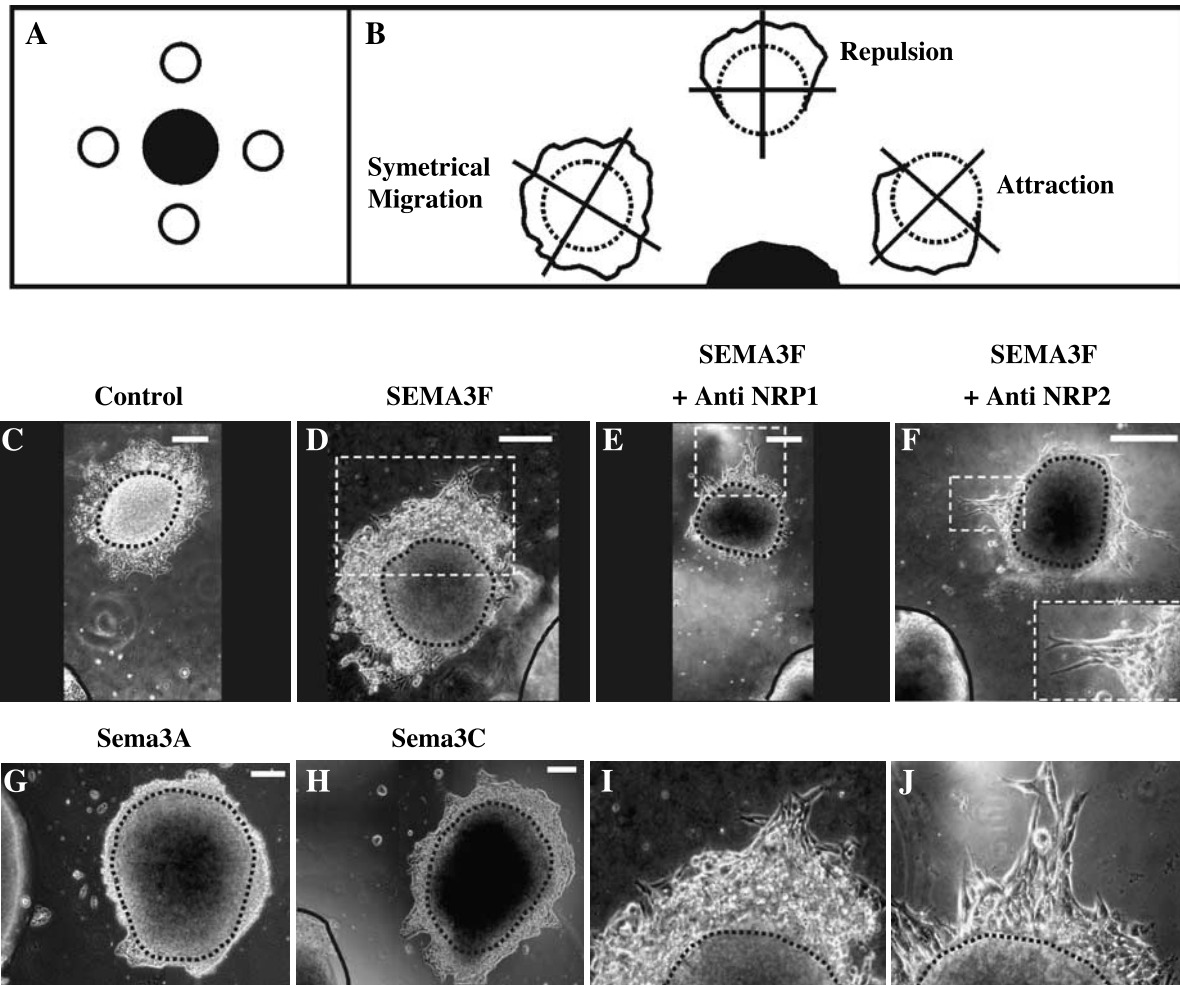 A
B
Repulsion
Symetrical
Migration
Attraction
Control
SEMA3F
SEMA3F
+ Anti NRP1
SEMA3F
+ Anti NRP2
C
D
E
F
Sema3A
Sema3C
G
H
I
J